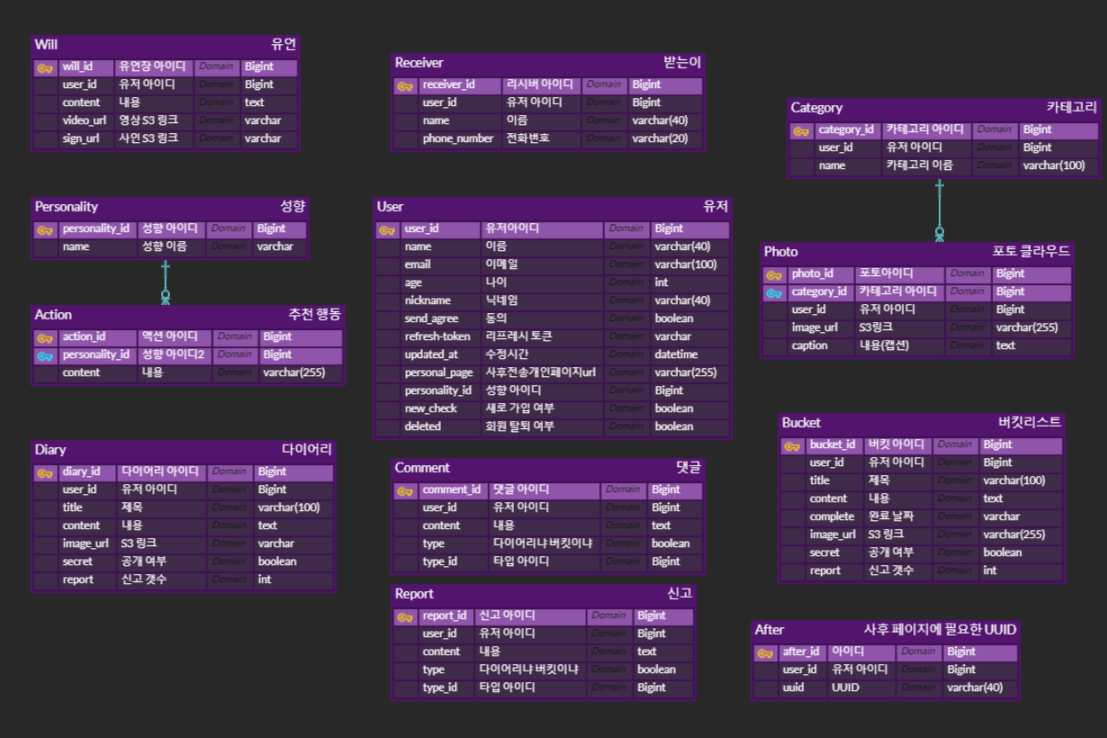 Will 유언
will_id 유언장 아이디 Domain Bigint
user_id 유저 아이디 Domain Bigint
content 내용 Domain text
video_url 영상 S3 링크 Domain varchar
sign_url 사인 S3 링크 Domain varchar
Receiver 받는이
receiver_id 리시버 아이디 Domain Bigint
user_id 유저 아이디 Domain Bigint
name 이름 Domain varchar(40)
phone_number 전화번호 Domain varchar(20)
Category 카테고리
category_id 카테고리 아이디 Domain Bigint
user_id 유저 아이디 Domain Bigint
name 카테고리 이름 Domain varchar(100)
Personality 성향
personality_id 성향 아이디 Domain Bigint
name 성향 이름 Domain varchar
User 유저
user_id 유저아이디 Domain Bigint
name 이름 Domain varchar(40)
email 이메일 Domain varchar(100)
age 나이 Domain int
nickname 닉네임 Domain varchar(40)
send_agree 동의 Domain boolean
refresh-token 리프레시 토큰 Domain varchar
updated_at 수정시간 Domain datetime
personal_page 사후전송개인페이지url Domain varchar(255)
personality_id 성향 아이디 Domain Bigint
new_check 새로 가입 여부 Domain boolean
deleted 회원 탈퇴 여부 Domain boolean
Photo 포토 클라우드
photo_id 포토아이디 Domain Bigint
category_id 카테고리 아이디 Domain Bigint
user_id 유저 아이디 Domain Bigint
image_url S3링크 Domain varchar(255)
caption 내용(캡션) Domain text
Action 추천 행동
action_id 액션 아이디 Domain Bigint
personality_id 성향 아이디2 Domain Bigint
content 내용 Domain varchar(255)
Diary 다이어리
diary_id 다이어리 아이디 Domain Bigint
user_id 유저 아이디 Domain Bigint
title 제목 Domain varchar(100)
content 내용 Domain text
image_url S3 링크 Domain varchar
secret 공개 여부 Domain boolean
report 신고 갯수 Domain int
Comment 댓글
comment_id 댓글 아이디 Domain Bigint
user_id 유저 아이디 Domain Bigint
content 내용 Domain text
type 다이어리냐 버킷이냐 Domain boolean
type_id 타입 아이디 Domain Bigint
Bucket 버킷리스트
bucket_id 버킷 아이디 Domain Bigint
user_id 유저 아이디 Domain Bigint
title 제목 Domain varchar(100)
content 내용 Domain text
complete 완료 날짜 Domain varchar
image_url S3 링크 Domain varchar(255)
secret 공개 여부 Domain boolean
report 신고 갯수 Domain int
Report 신고
report_id 신고 아이디 Domain Bigint
user_id 유저 아이디 Domain Bigint
content 내용 Domain text
type 다이어리냐 버킷이냐 Domain boolean
type_id 타입 아이디 Domain Bigint
After 사후 페이지에 필요한 UUID
after_id 아이디 Domain Bigint
user_id 유저 아이디 Domain Bigint
uuid UUID Domain varchar(40)